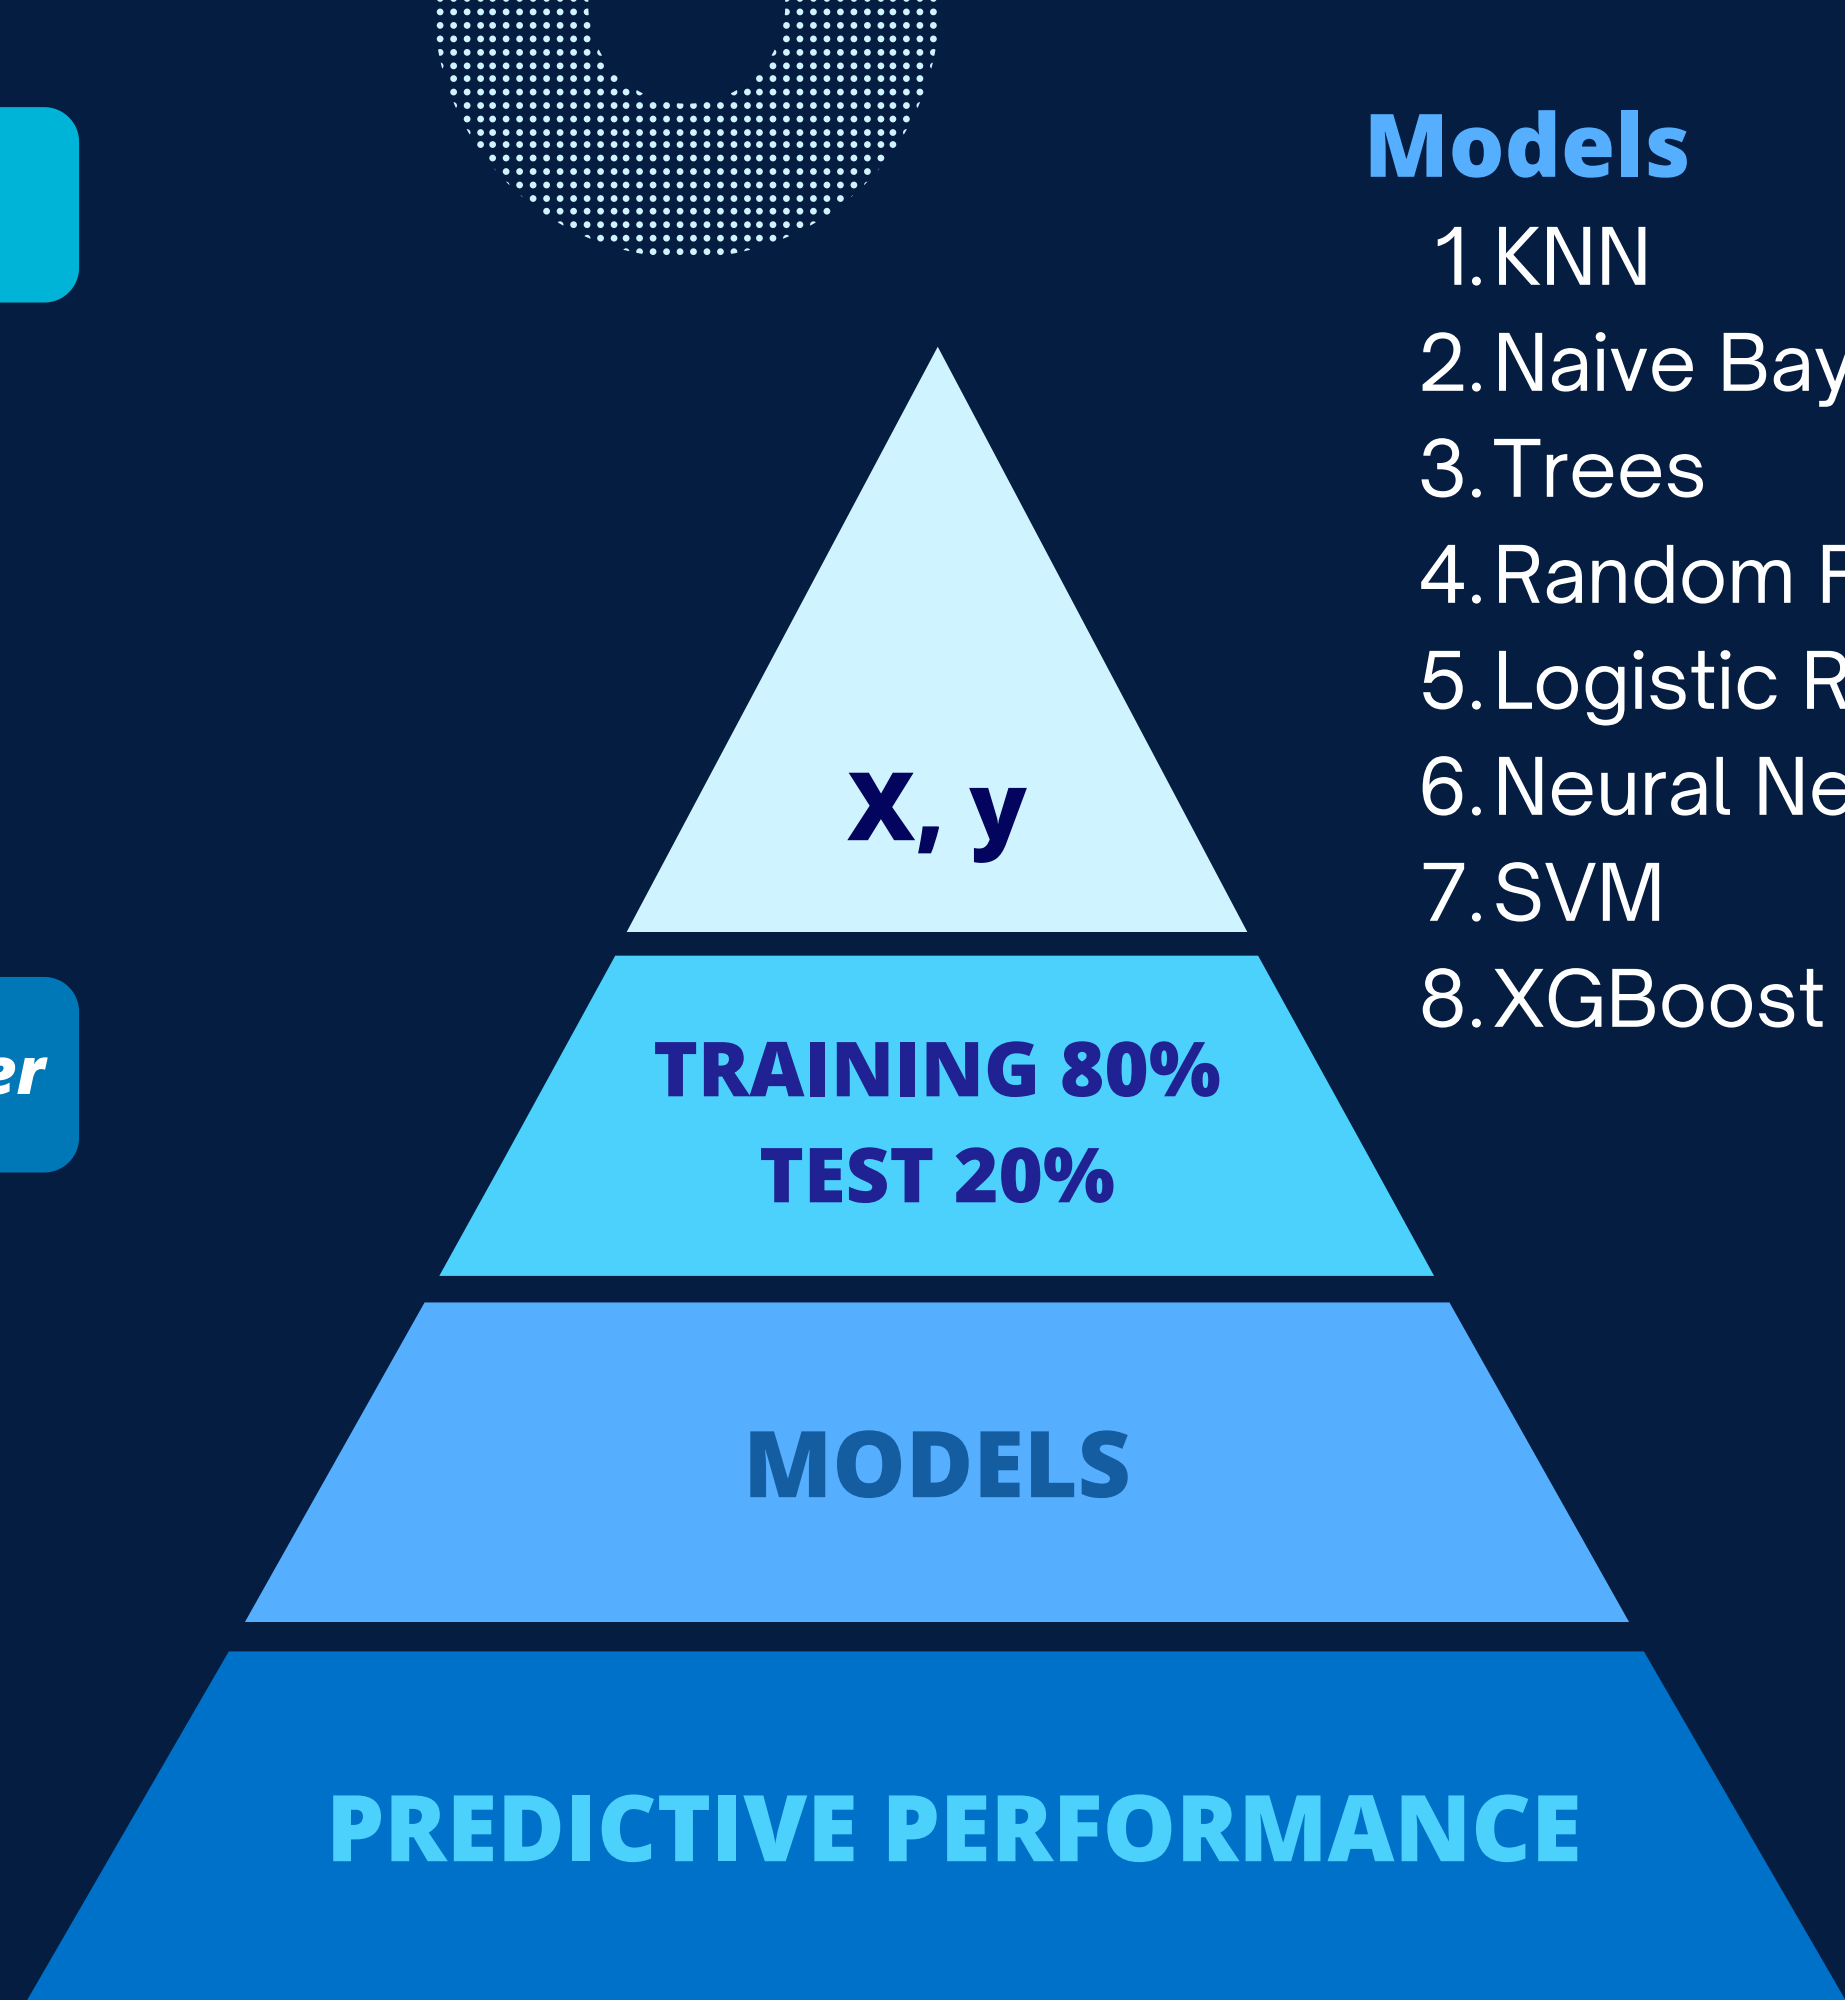 Models
1. KNN
2. Naive Bay
3. Trees
4. Random F
5. Logistic R
6. Neural Ne
7. SVM
8. XGBoost
X, y
er
TRAINING 80%
TEST 20%
MODELS
PREDICTIVE PERFORMANCE